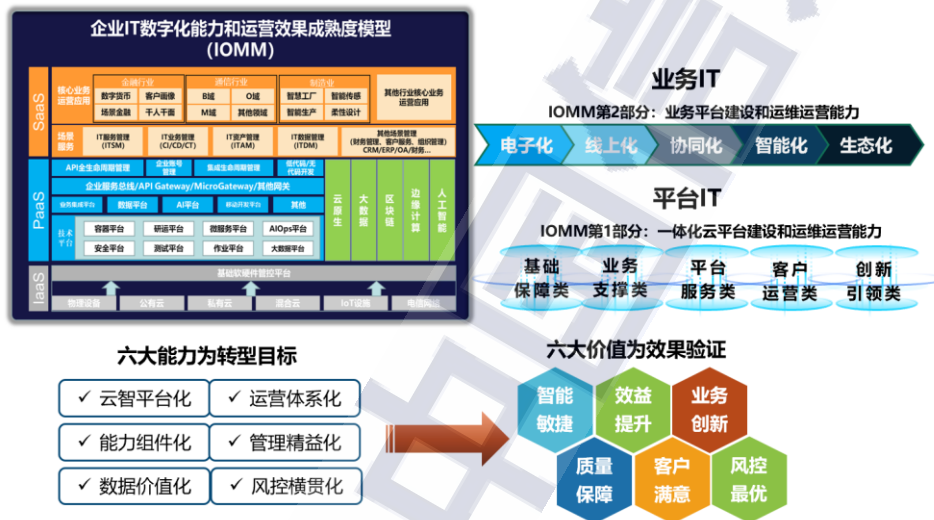 企业IT数字化能力和运营效果成熟度模型
(IOMM)
SaaS
核心业务
运营应用
金融行业
数字货币
客户画像
场景金融
千人千面
通信行业
B域
O域
M域
其他领域
制造业
智慧工厂
智能传感
智能生产
柔性设计
其他行业核心业务
运营应用
场景
服务
IT服务管理
(ITSM)
IT业务管理
(CI/CD/CT)
IT资产管理
(ITAM)
IT数据管理
(ITDM)
其他场景管理
(财务管理、客户服务、组织管理)
CRM/ERP/OA/财务...
PaaS
API全生命周期管理
企业账号
管理
集成生命周期管理
低代码/无
代码开发
企业服务总线/API Gateway/MicroGateway/其他网关
业务集成平台
数据平台
AI平台
移动开发平台
其他
技术
平台
容器平台
研运平台
微服务平台
AIOps平台
安全平台
测试平台
作业平台
大数据平台
云原生
大数据
区块链
边缘计算
人工智能
IaaS
基础软硬件管控平台
物理设备
公有云
私有云
混合云
IoT设施
电信网络
业务IT
IOMM第2部分：业务平台建设和运维运营能力
电子化
线上化
协同化
智能化
生态化
平台IT
IOMM第1部分：一体化云平台建设和运维运营能力
基础
保障类
业务
支撑类
平台
服务类
客户
运营类
创新
引领类
六大能力为转型目标
✓ 云智平台化
✓ 运营体系化
✓ 能力组件化
✓ 管理精益化
✓ 数据价值化
✓ 风控横贯化
六大价值为效果验证
智能
敏捷
效益
提升
业务
创新
质量
保障
客户
满意
风控
最优